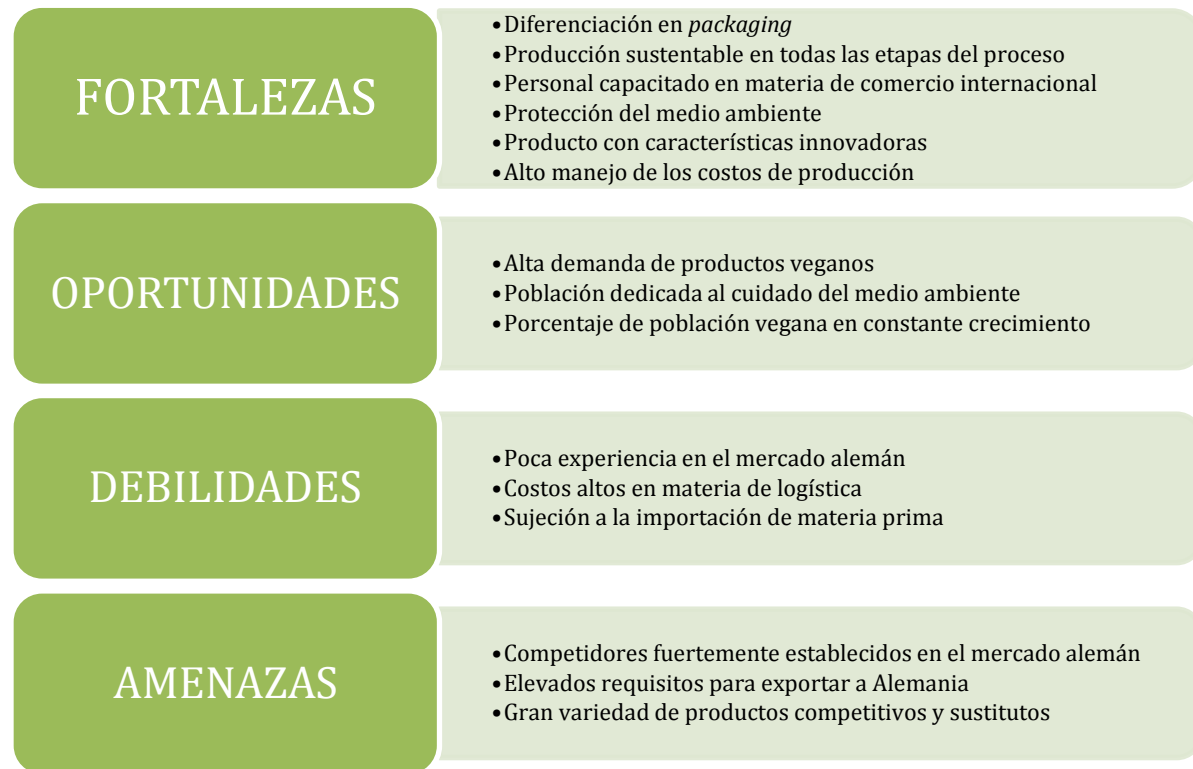 FORTALEZAS
•Diferenciación en packaging
•Producción sustentable en todas las etapas del proceso
•Personal capacitado en materia de comercio internacional
•Protección del medio ambiente
•Producto con características innovadoras
•Alto manejo de los costos de producción
OPORTUNIDADES
•Alta demanda de productos veganos
•Población dedicada al cuidado del medio ambiente
•Porcentaje de población vegana en constante crecimiento
DEBILIDADES
•Poca experiencia en el mercado alemán
•Costos altos en materia de logística
•Sujeción a la importación de materia prima
AMENAZAS
•Competidores fuertemente establecidos en el mercado alemán
•Elevados requisitos para exportar a Alemania
•Gran variedad de productos competitivos y sustitutos